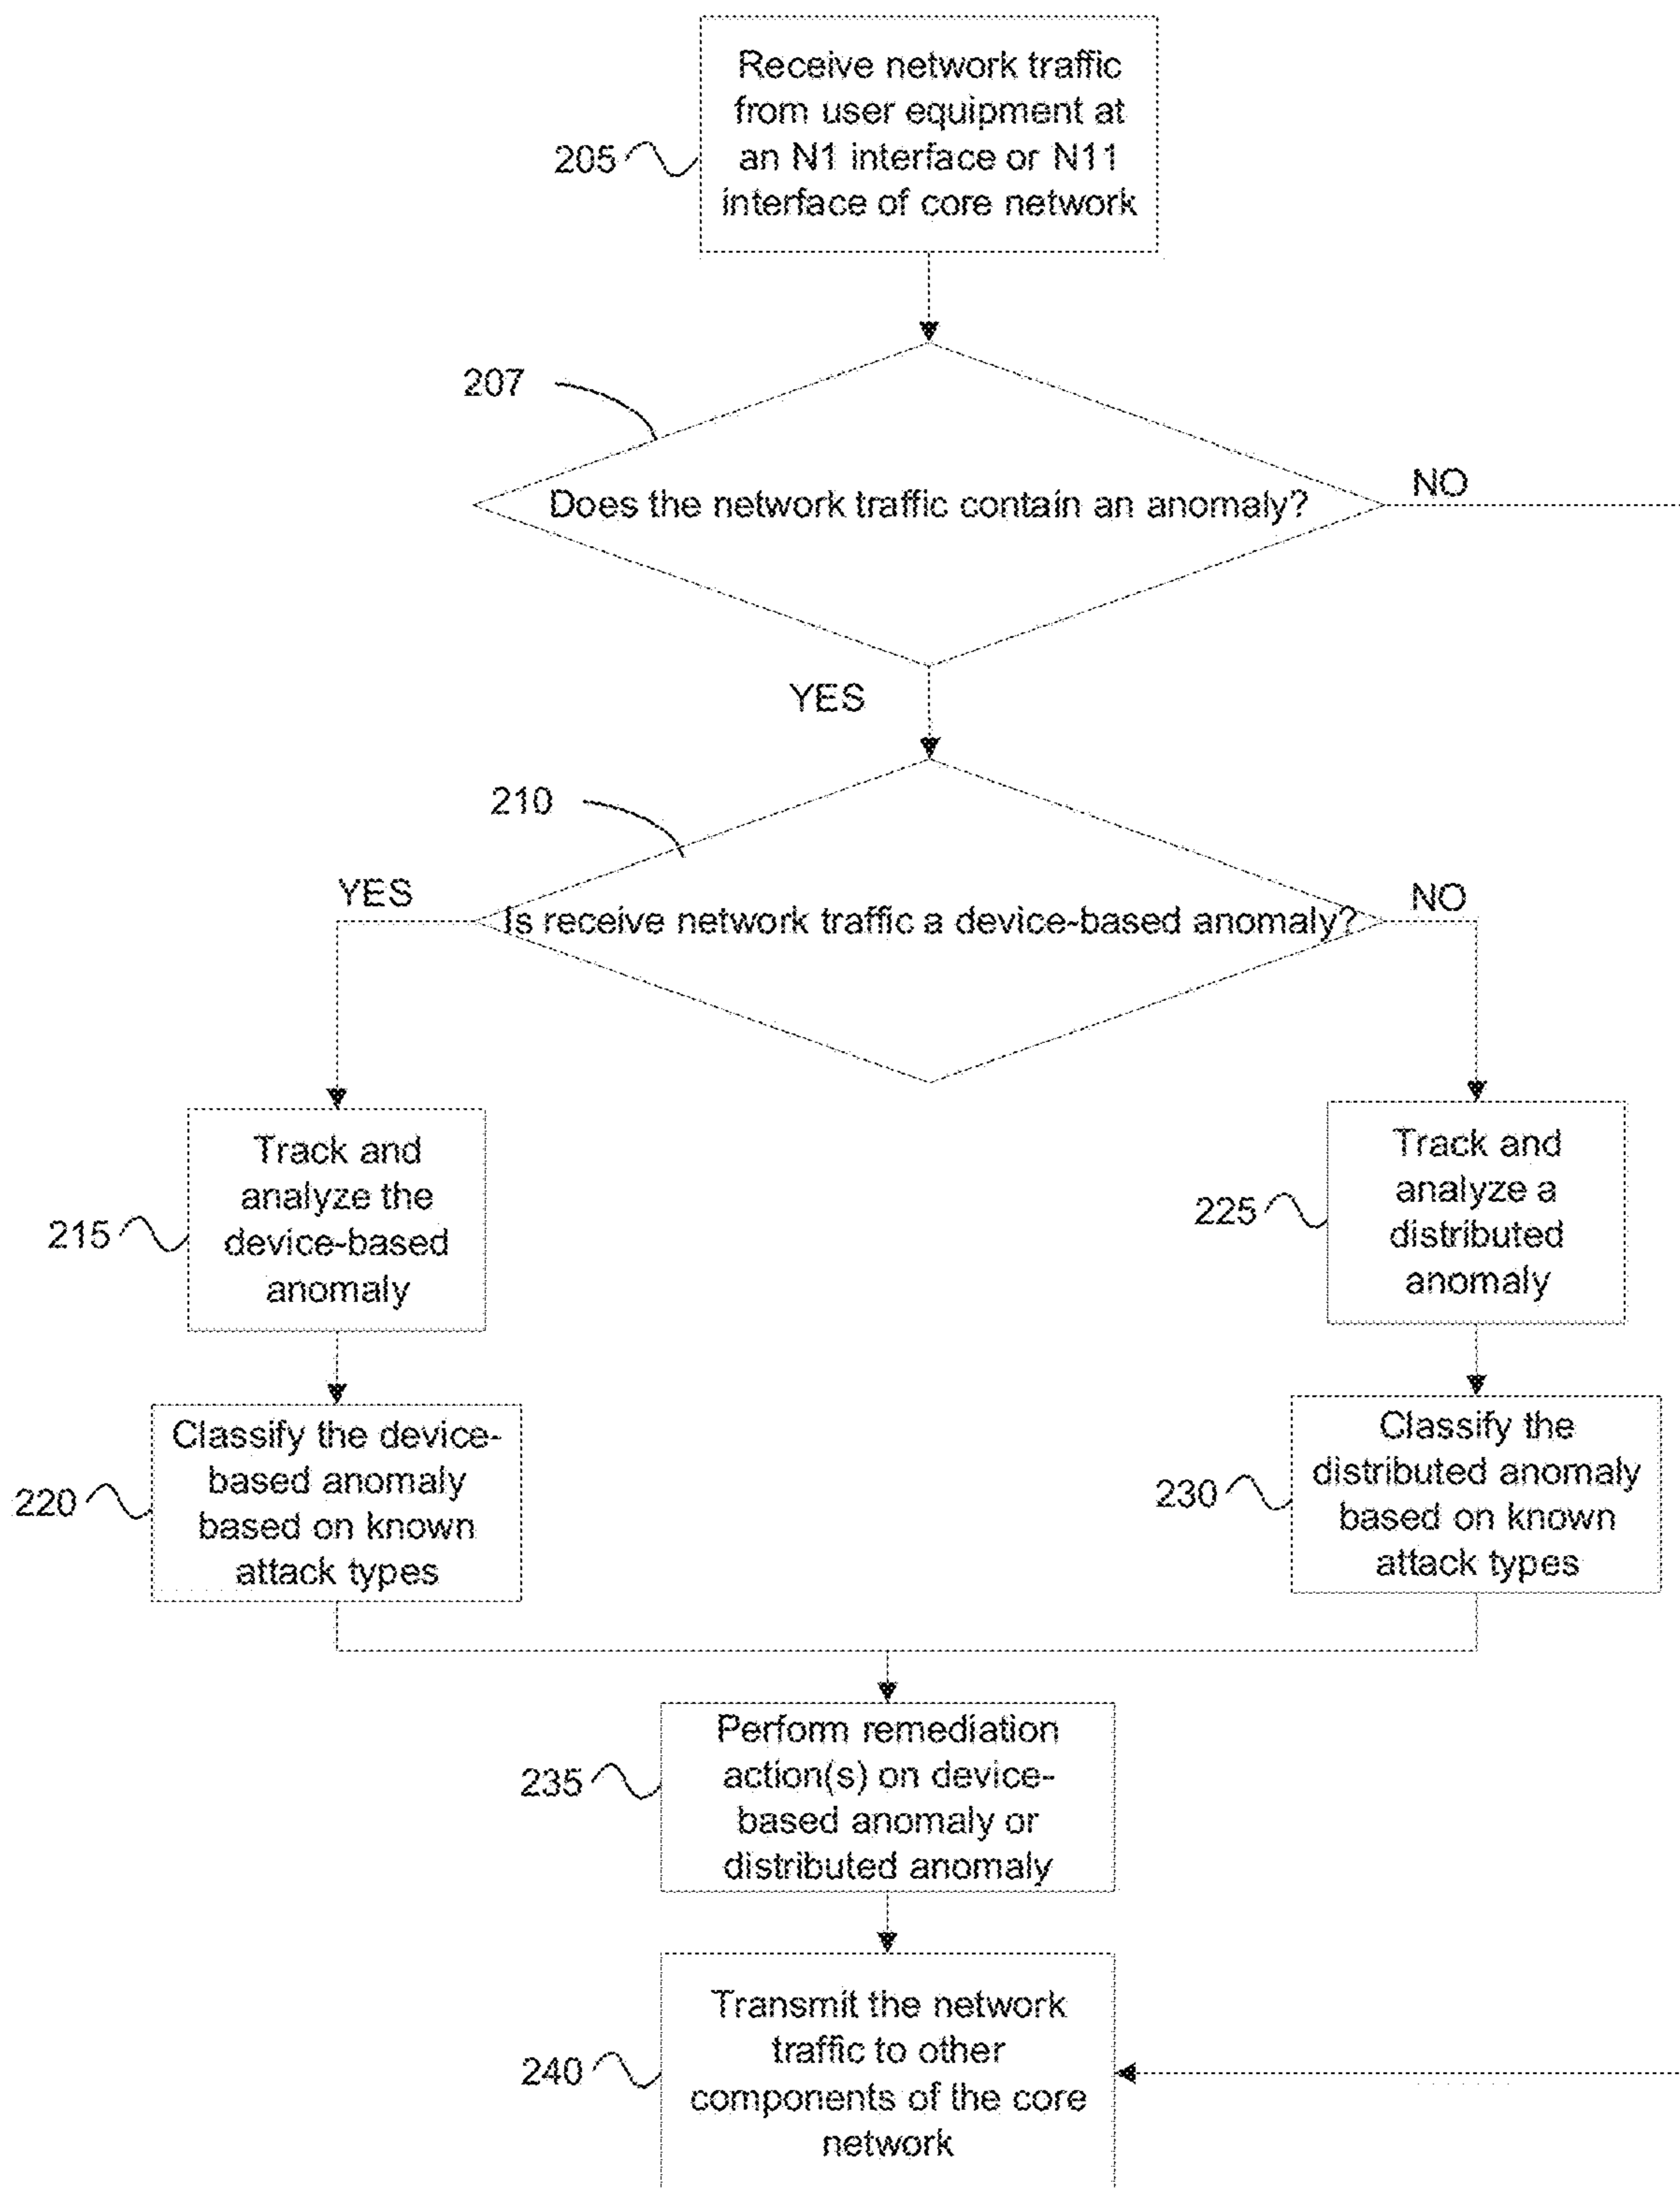 Receive network traffic
from user equipment at
an N1 interface or N11
interface of core network
205
207
Does the network traffic contain an anomaly?
NO
YES
210
YES
Is receive network traffic a device-based anomaly?
NO
215
Track and
analyze the
device-based
anomaly
225
Track and
analyze a
distributed
anomaly
220
Classify the device-
based anomaly
based on known
attack types
230
Classify the
distributed anomaly
based on known
attack types
235
Perform remediation
action(s) on device-
based anomaly or
distributed anomaly
240
Transmit the network
traffic to other
components of the core
network